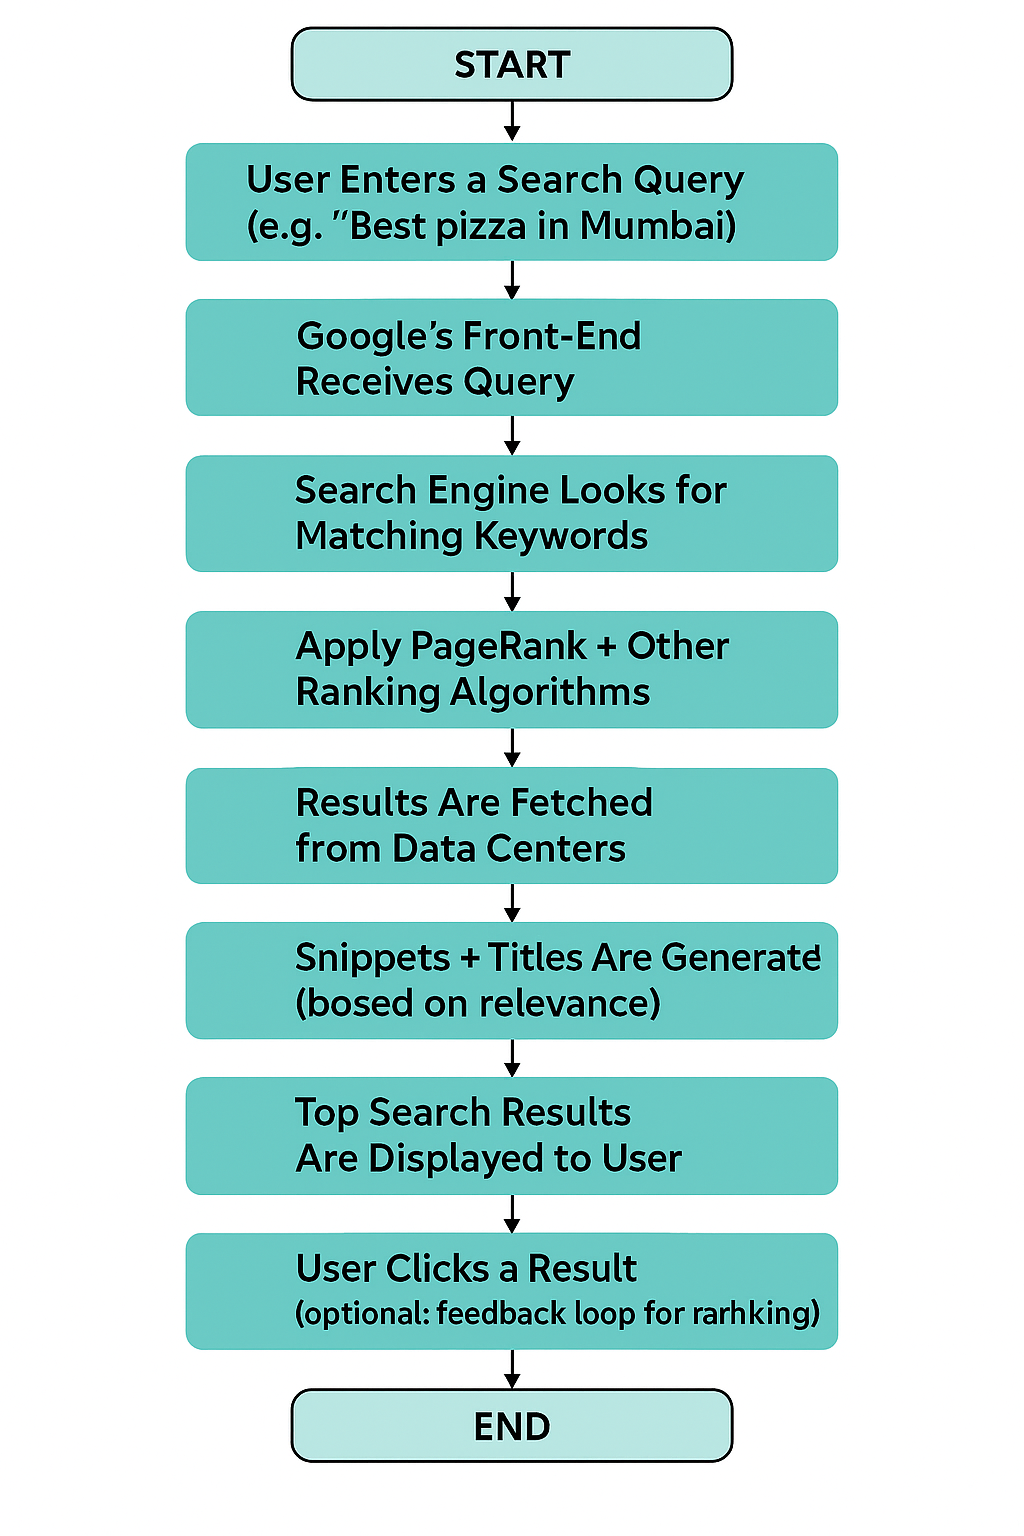 START
User Enters a Search Query
(e.g. "Best pizza in Mumbai)
Google's Front-End
Receives Query
Search Engine Looks for
Matching Keywords
Apply PageRank + Other
Ranking Algorithms
Results Are Fetched
from Data Centers
Snippets + Titles Are Generate
(bosed on relevance)
Top Search Results
Are Displayed to User
User Clicks a Result
(optional: feedback loop for rarhking)
END